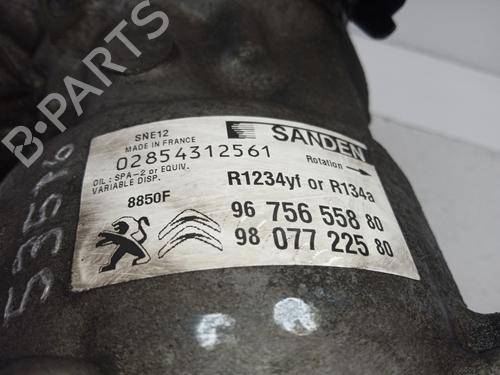 B-PARTS
SNE12
MADE IN FRANCE
02854312561
OIL: SPA-2 or EQUIV.
VARIABLE DISP.
8850F
SANDEN
Rotation
R1234yf or R134a
96 756 558 80
98 077 225 80
53576